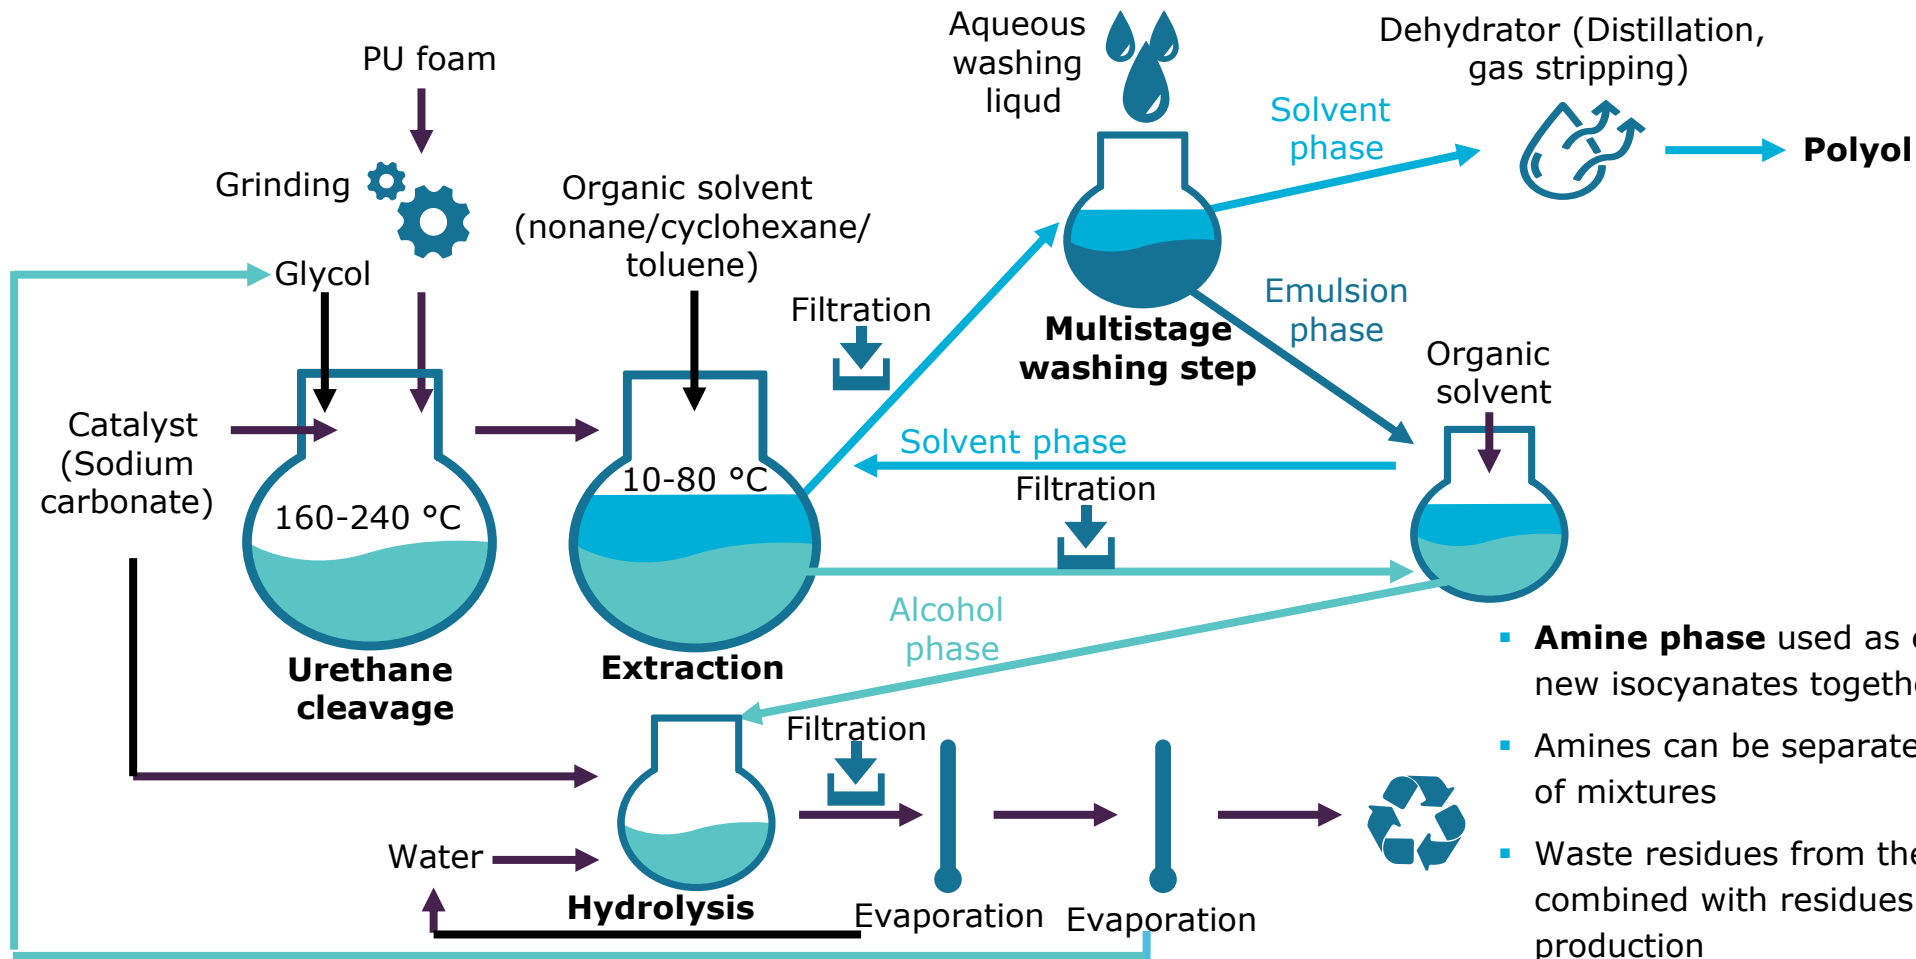 PU foam
Grinding
Glycol
Catalyst
(Sodium
carbonate)
160-240 °C
Urethane
cleavage
Organic solvent
(nonane/cyclohexane/
toluene)
10-80 °C
Extraction
Filtration
Aqueous
washing
liqud
Multistage
washing step
Solvent
phase
Dehydrator (Distillation,
gas stripping)
Polyol
Emulsion
phase
Organic
solvent
Solvent phase
Filtration
Alcohol
phase
Water
Hydrolysis
Filtration
Evaporation
Evaporation
▪ Amine phase used as
new isocyanates
▪ Amines can be
of mixtures
▪ Waste residues from
combined with residues
production